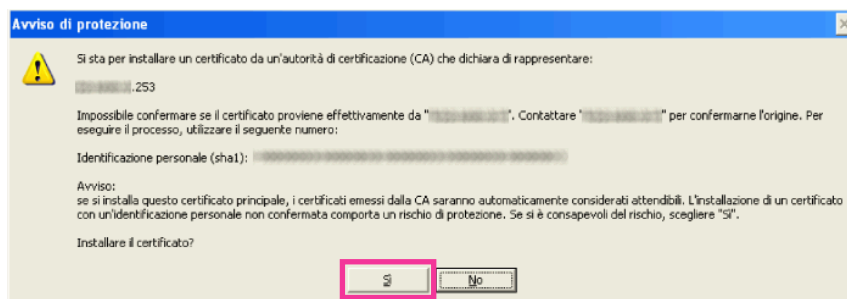 Avviso di protezione
Si sta per installare un certificato da un'autorità di certificazione (CA) che dichiara di rappresentare:
.253
Impossibile confermare se il certificato proviene effettivamente da "". Contattare "" per confermarne l'origine. Per
eseguire il processo, utilizzare il seguente numero:
Identificazione personale (sha1):
Avviso:
se si installa questo certificato principale, i certificati emessi dalla CA saranno automaticamente considerati attendibili. L'installazione di un certificato
con un'identificazione personale non confermata comporta un rischio di protezione. Se si è consapevoli del rischio, scegliere "Sì".
Installare il certificato?
Sì No